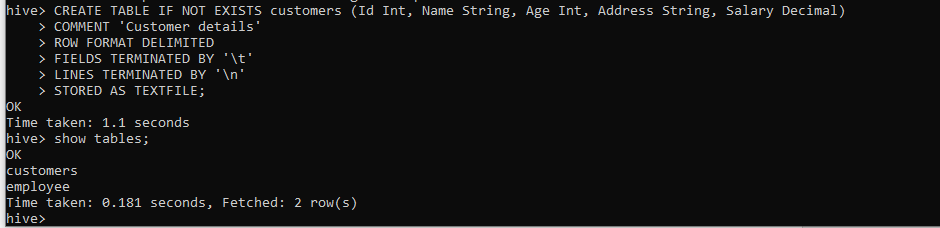 hive> CREATE TABLE IF NOT EXISTS customers (Id Int, Name String, Age Int, Address String, Salary Decimal)
    > COMMENT 'Customer details'
    > ROW FORMAT DELIMITED
    > FIELDS TERMINATED BY '\t'
    > LINES TERMINATED BY '\n'
    > STORED AS TEXTFILE;
OK
Time taken: 1.1 seconds
hive> show tables;
OK
customers
employee
Time taken: 0.181 seconds, Fetched: 2 row(s)
hive>